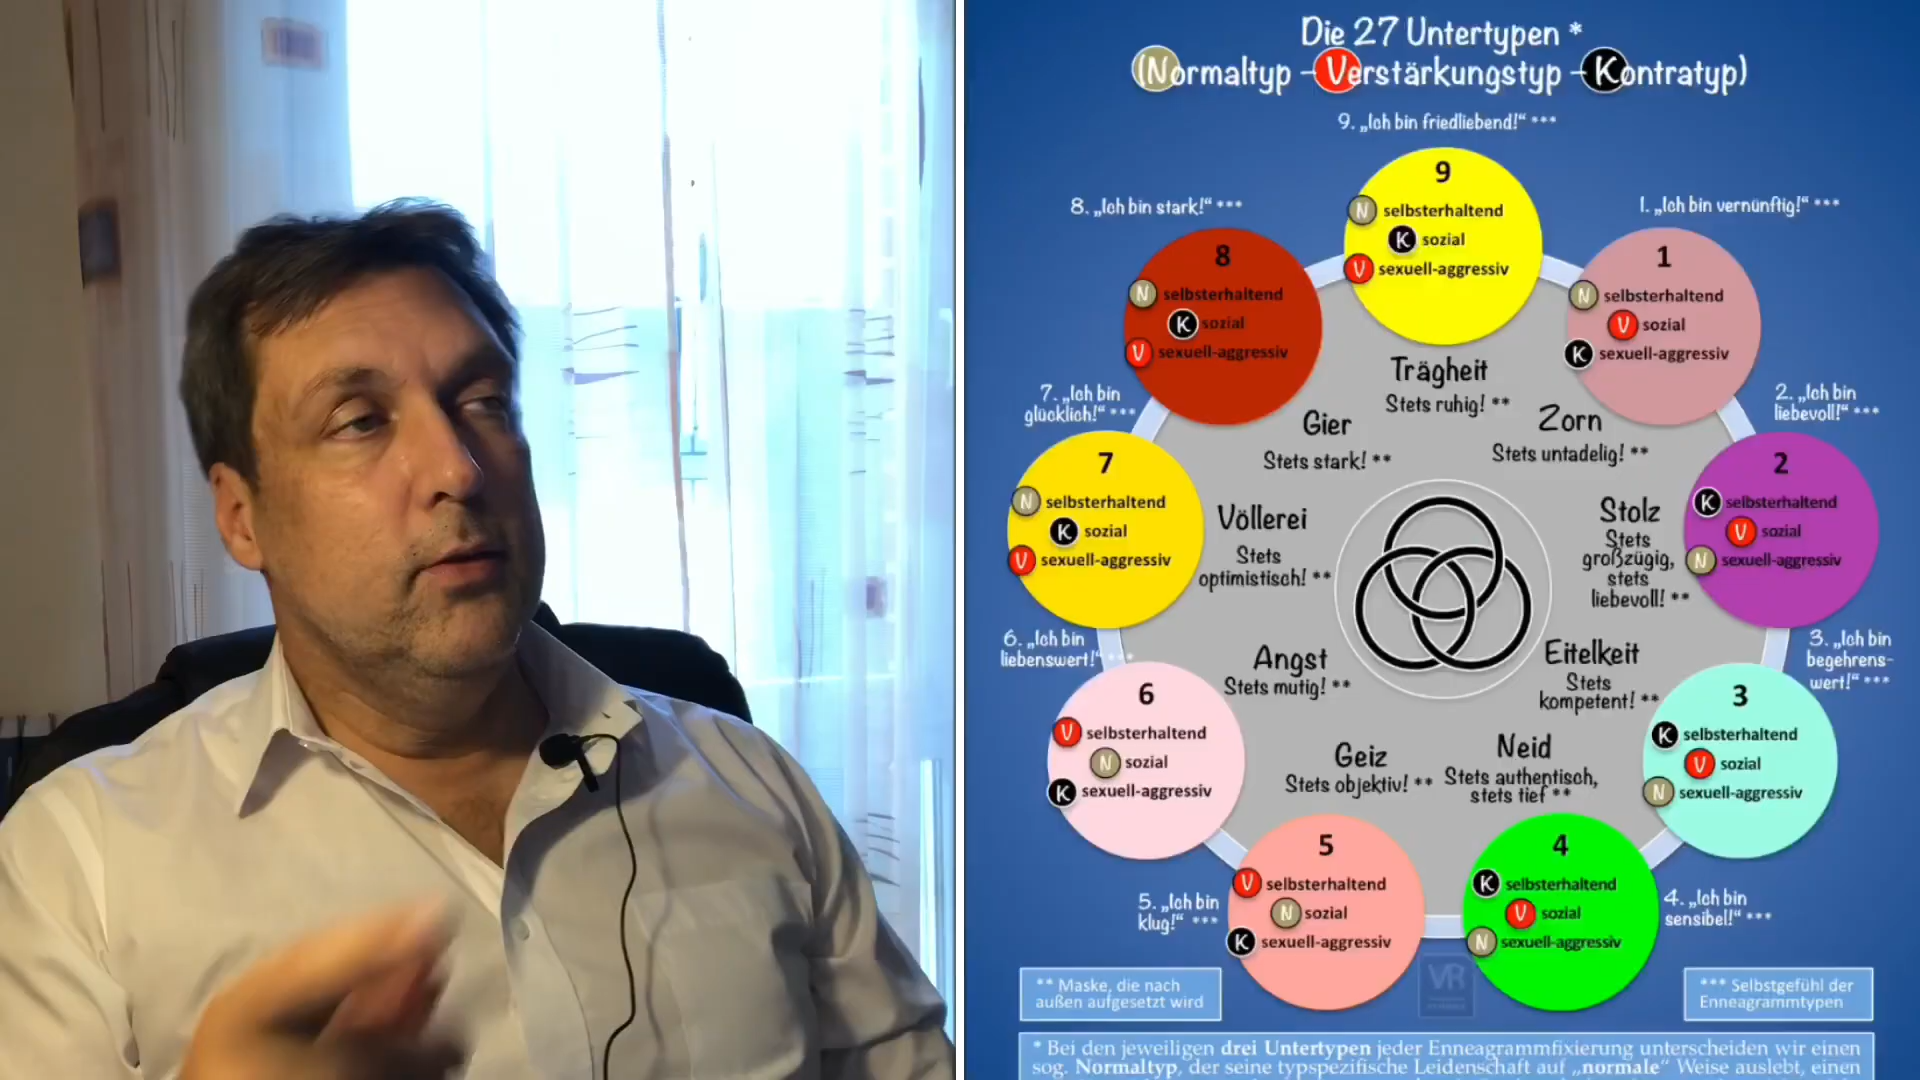 Die 27 Untertypen *
(Normaltyp – Verstärkungstyp – Kontratyp)
9. „Ich bin friedliebend!“ ***
9
N selbsterhaltend
K sozial
V sexuell-aggressiv
8. „Ich bin stark!“ ***
8
N selbsterhaltend
K sozial
V sexuell-aggressiv
1. „Ich bin vernünftig!“ ***
1
N selbsterhaltend
V sozial
K sexuell-aggressiv
Trägheit
Stets ruhig! **
Gier
Stets stark! **
Zorn
Stets untadelig! **
7. „Ich bin
glücklich!“ ***
7
N selbsterhaltend
K sozial
V sexuell-aggressiv
2. „Ich bin
liebevoll!“ ***
2
K selbsterhaltend
V sozial
N sexuell-aggressiv
Völlerei
Stets
optimistisch! **
Stolz
Stets
großzügig,
stets
liebevoll! **
6. „Ich bin
liebenswert!“ ***
6
V selbsterhaltend
N sozial
K sexuell-aggressiv
3. „Ich bin
begehrens-
wert!“ ***
3
K selbsterhaltend
V sozial
N sexuell-aggressiv
Angst
Stets mutig! **
Eitelkeit
Stets
kompetent! **
Geiz
Stets objektiv! **
Neid
Stets authentisch,
stets tief **
5. „Ich bin
klug!“ ***
5
V selbsterhaltend
N sozial
K sexuell-aggressiv
4
K selbsterhaltend
V sozial
N sexuell-aggressiv
4. „Ich bin
sensibel!“ ***
VR
** Maske, die nach
außen aufgesetzt wird
*** Selbstgefühl der
Enneagrammtypen
* Bei den jeweiligen drei Untertypen jeder Enneagrammfixierung unterscheiden wir einen
sog. Normaltyp, der seine typspezifische Leidenschaft auf „normale“ Weise auslebt, einen